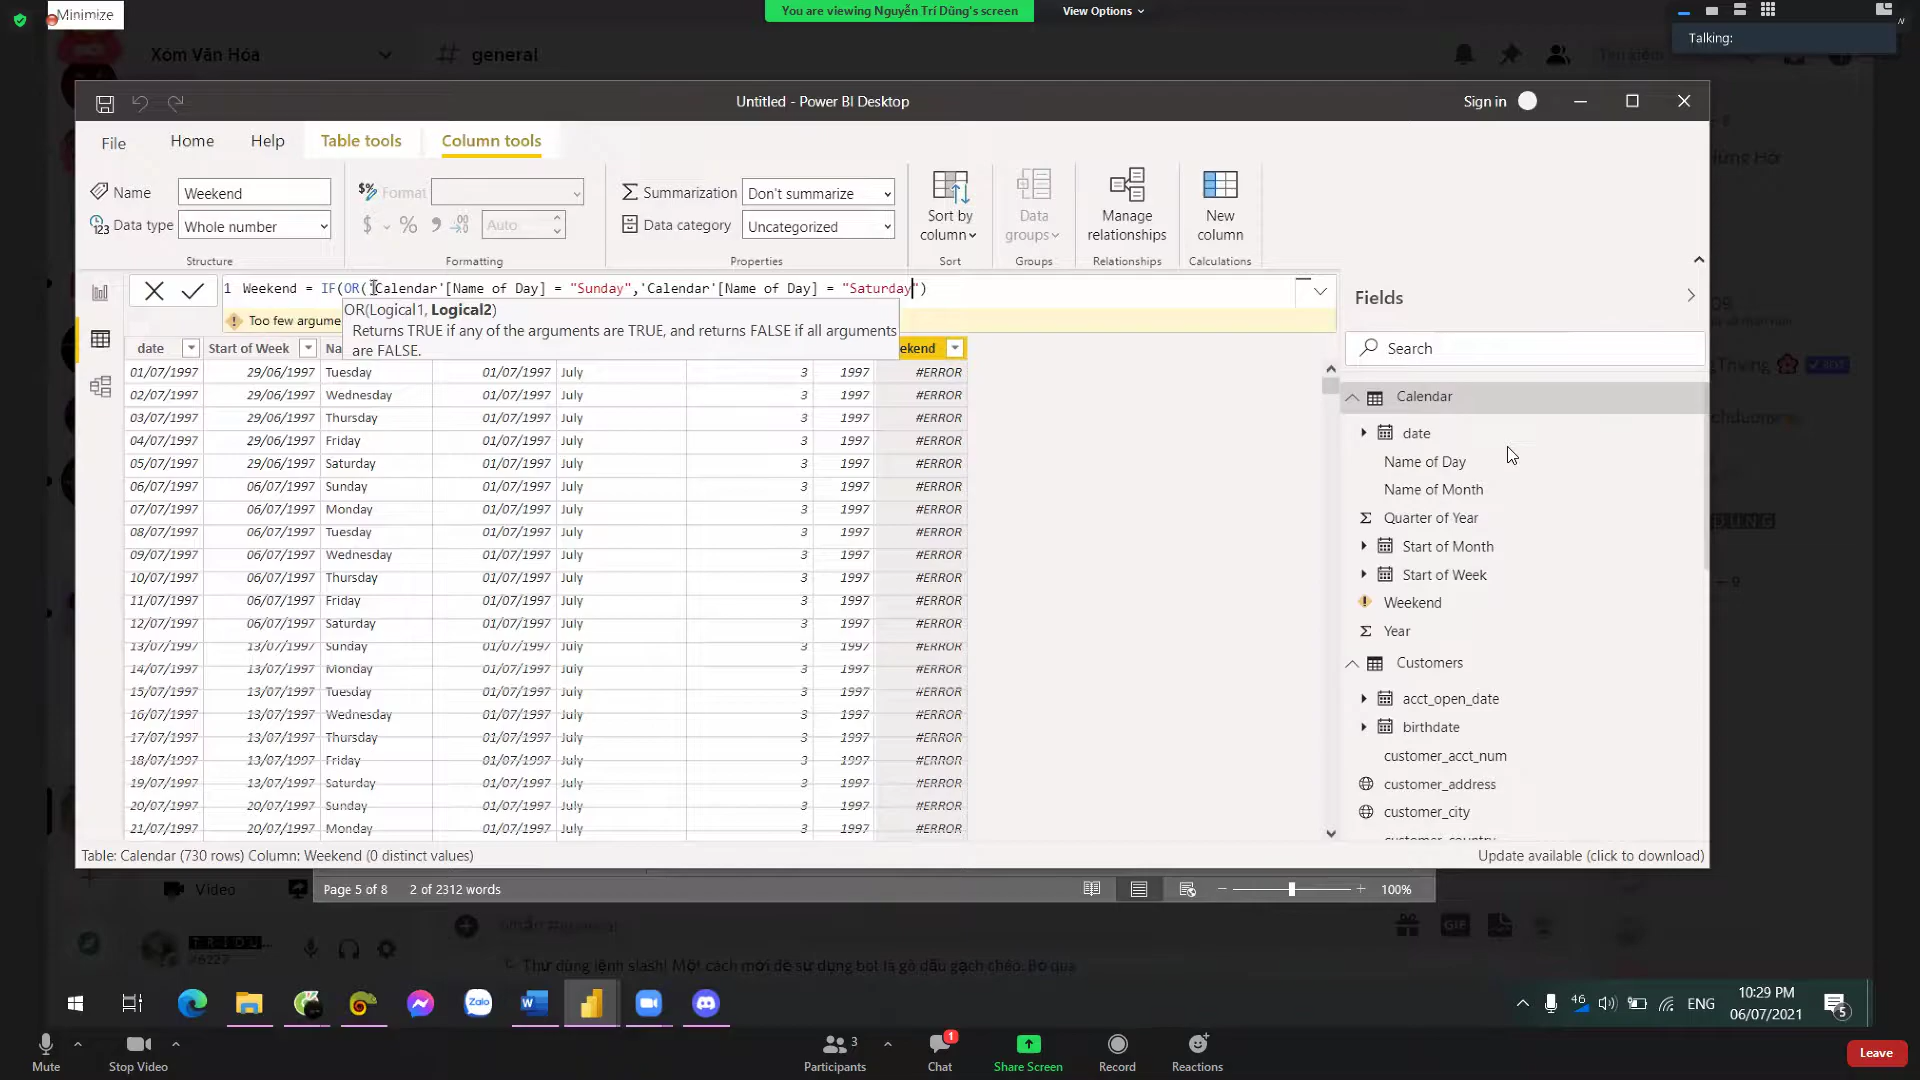 Minimize
You are viewing Nguyễn Trí Dũng's screen
View Options
Talking:
Xóm Văn Hóa
general
Untitled - Power BI Desktop
Sign in
File
Home
Help
Table tools
Column tools
Name
Weekend
Format
Summarization
Don't summarize
Data type
Whole number
$ % 9 .00
Auto
Data category
Uncategorized
Sort by column
Data groups
Manage relationships
New column
Structure
Formatting
Properties
Sort
Groups
Relationships
Calculations
1 Weekend = IF(OR('Calendar'[Name of Day] = "Sunday",'Calendar'[Name of Day] = "Saturday")
OR(Logical1, Logical2)
Too few argume
Returns TRUE if any of the arguments are TRUE, and returns FALSE if all arguments
are FALSE.
date Start of Week Na ekend
01/07/1997 29/06/1997 Tuesday 01/07/1997 July 3 1997 #ERROR
02/07/1997 29/06/1997 Wednesday 01/07/1997 July 3 1997 #ERROR
03/07/1997 29/06/1997 Thursday 01/07/1997 July 3 1997 #ERROR
04/07/1997 29/06/1997 Friday 01/07/1997 July 3 1997 #ERROR
05/07/1997 29/06/1997 Saturday 01/07/1997 July 3 1997 #ERROR
06/07/1997 06/07/1997 Sunday 01/07/1997 July 3 1997 #ERROR
07/07/1997 06/07/1997 Monday 01/07/1997 July 3 1997 #ERROR
08/07/1997 06/07/1997 Tuesday 01/07/1997 July 3 1997 #ERROR
09/07/1997 06/07/1997 Wednesday 01/07/1997 July 3 1997 #ERROR
10/07/1997 06/07/1997 Thursday 01/07/1997 July 3 1997 #ERROR
11/07/1997 06/07/1997 Friday 01/07/1997 July 3 1997 #ERROR
12/07/1997 06/07/1997 Saturday 01/07/1997 July 3 1997 #ERROR
13/07/1997 13/07/1997 Sunday 01/07/1997 July 3 1997 #ERROR
14/07/1997 13/07/1997 Monday 01/07/1997 July 3 1997 #ERROR
15/07/1997 13/07/1997 Tuesday 01/07/1997 July 3 1997 #ERROR
16/07/1997 13/07/1997 Wednesday 01/07/1997 July 3 1997 #ERROR
17/07/1997 13/07/1997 Thursday 01/07/1997 July 3 1997 #ERROR
18/07/1997 13/07/1997 Friday 01/07/1997 July 3 1997 #ERROR
19/07/1997 13/07/1997 Saturday 01/07/1997 July 3 1997 #ERROR
20/07/1997 20/07/1997 Sunday 01/07/1997 July 3 1997 #ERROR
21/07/1997 20/07/1997 Monday 01/07/1997 July 3 1997 #ERROR
Fields
Search
Calendar
date
Name of Day
Name of Month
Quarter of Year
Start of Month
Start of Week
Weekend
Year
Customers
acct_open_date
birthdate
customer_acct_num
customer_address
customer_city
customer_country
Table: Calendar (730 rows) Column: Weekend (0 distinct values)
Update available (click to download)
Video
Page 5 of 8
2 of 2312 words
100%
GIF
#6227
Thử dùng lệnh slash! Một cách mới để sử dụng bot là gõ dấu gạch chéo. Bỏ qua
Zalo
46
ENG
10:29 PM
06/07/2021
5
Mute
Stop Video
3
Participants
1
Chat
Share Screen
Record
Reactions
Leave